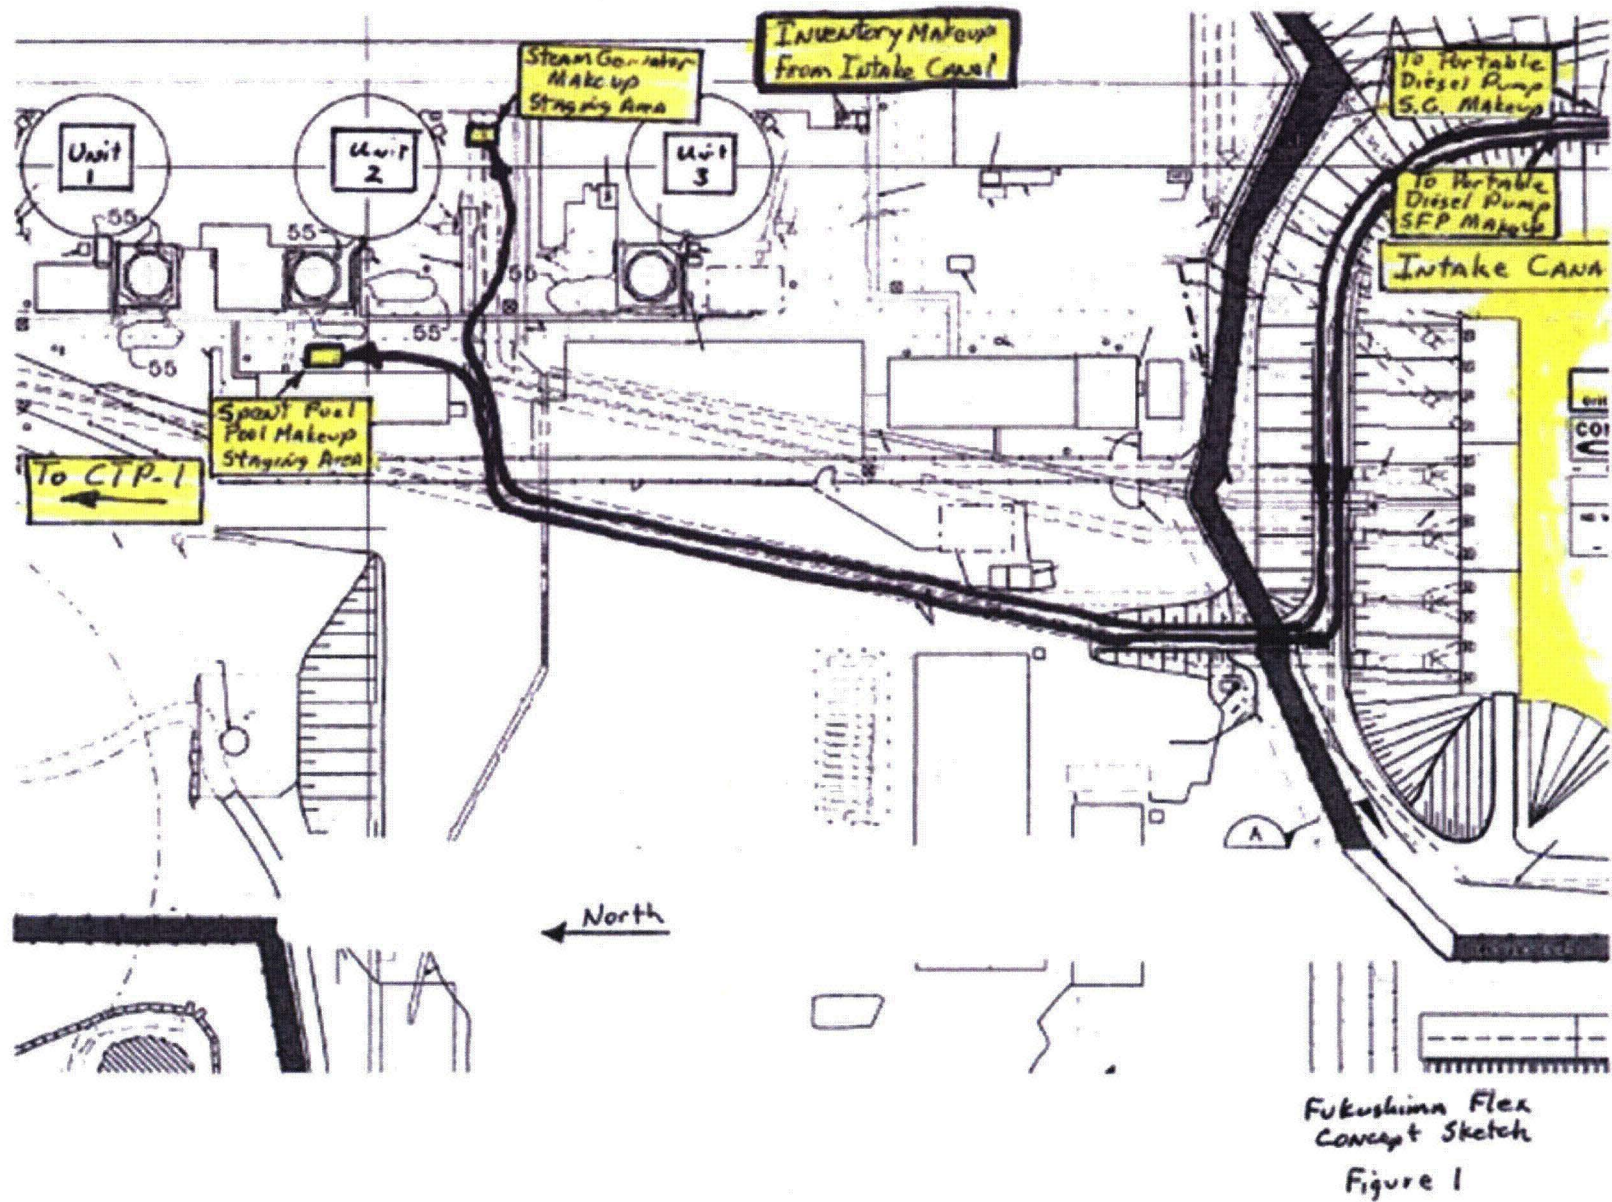 Inventory Makeup
From Intake Canal
Steam Generator
Makeup
Staging Area
To Portable
Diesel Pump
S.G. Makeup
Unit
1
Unit
2
Unit
3
To Portable
Diesel Pump
SFP Makeup
Intake CANA
55
55
55
55
55
Spent Fuel
Pool Makeup
Staging Area
To CTP-1
A
North
Fukushima Flex
Concept Sketch
Figure 1